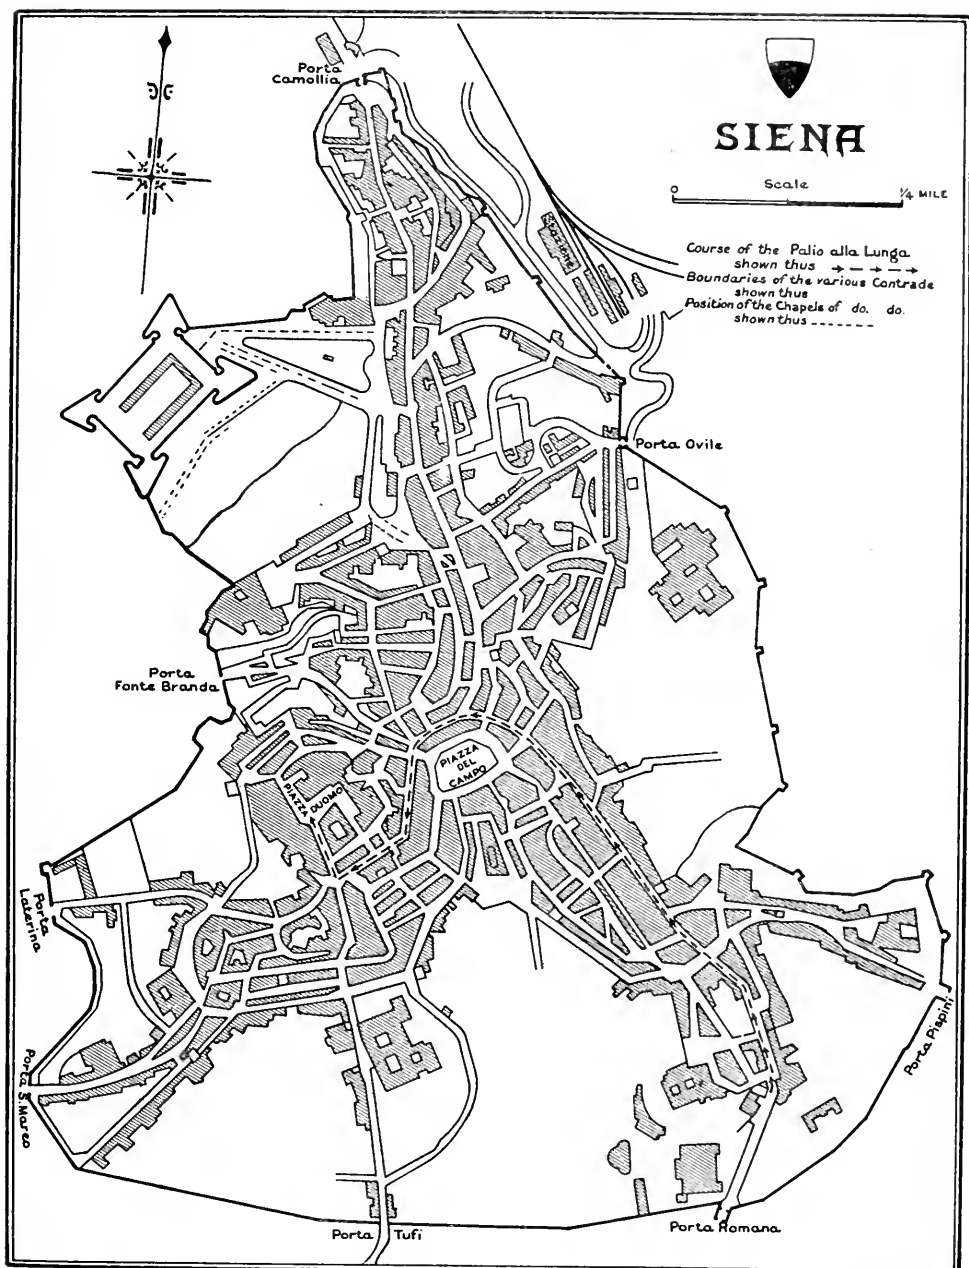 Porta
Camollia
SIENA
Scale
0
1/4 MILE
Course of the Palio alla Lunga
shown thus
Boundaries of the various Contrade
shown thus
Position of the Chapels of do. do.
shown thus
Stazione
Porta Ovile
Porta
Fonte Branda
PIAZZA
DEL
CAMPO
PIAZZA DUOMO
Porta
Laterina
Porta S. Marco
Porta Pispini
Porta Tufi
Porta Romana